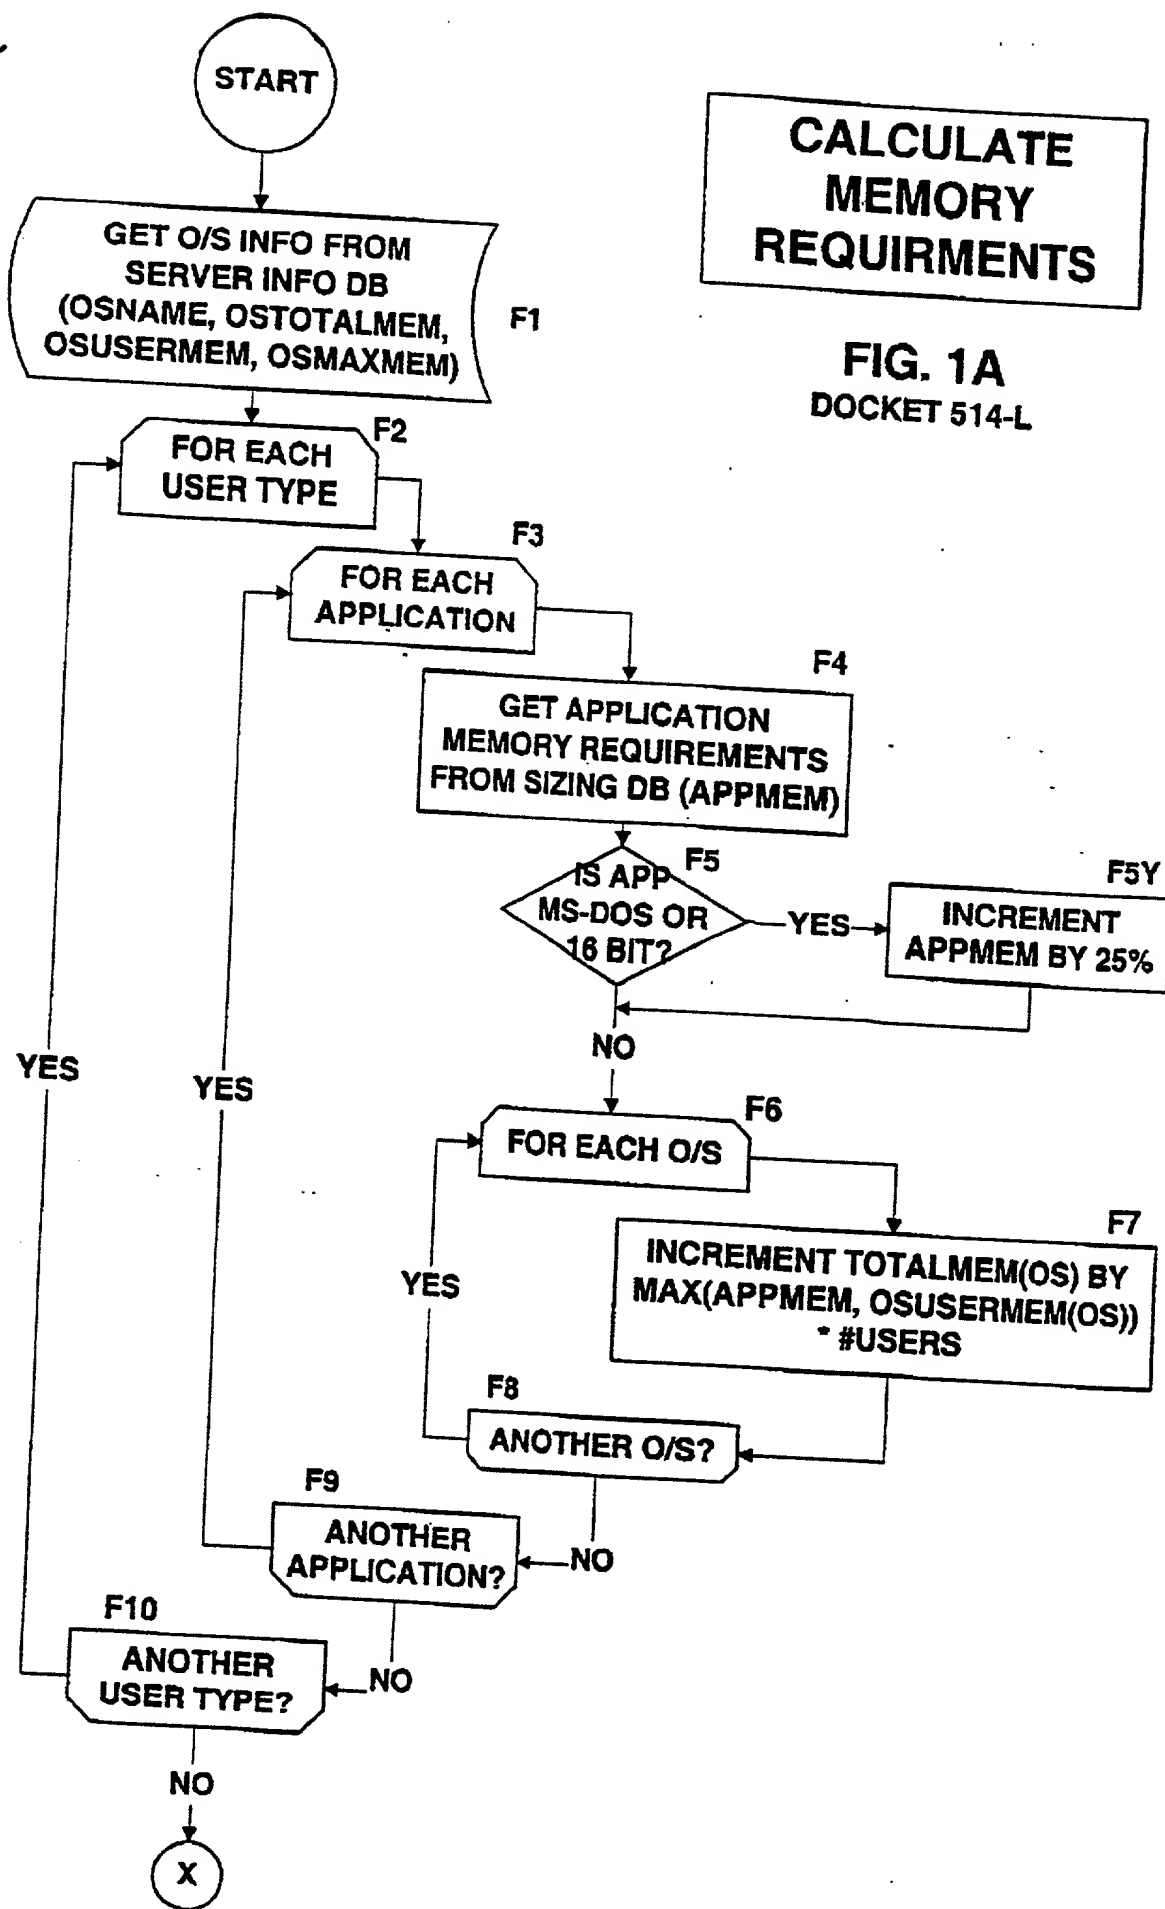 START
CALCULATE
MEMORY
REQUIRMENTS
FIG. 1A
DOCKET 514-L
GET O/S INFO FROM
SERVER INFO DB
(OSNAME, OSTOTALMEM,
OSUSERMEM, OSMAXMEM)
F1
F2
FOR EACH
USER TYPE
F3
FOR EACH
APPLICATION
F4
GET APPLICATION
MEMORY REQUIREMENTS
FROM SIZING DB (APPMEM)
F5
IS APP
MS-DOS OR
16 BIT?
YES
F5Y
INCREMENT
APPMEM BY 25%
NO
YES
YES
F6
FOR EACH O/S
F7
INCREMENT TOTALMEM(OS) BY
MAX(APPMEM, OSUSERMEM(OS))
* #USERS
YES
F8
ANOTHER O/S?
NO
F9
ANOTHER
APPLICATION?
NO
F10
ANOTHER
USER TYPE?
NO
X